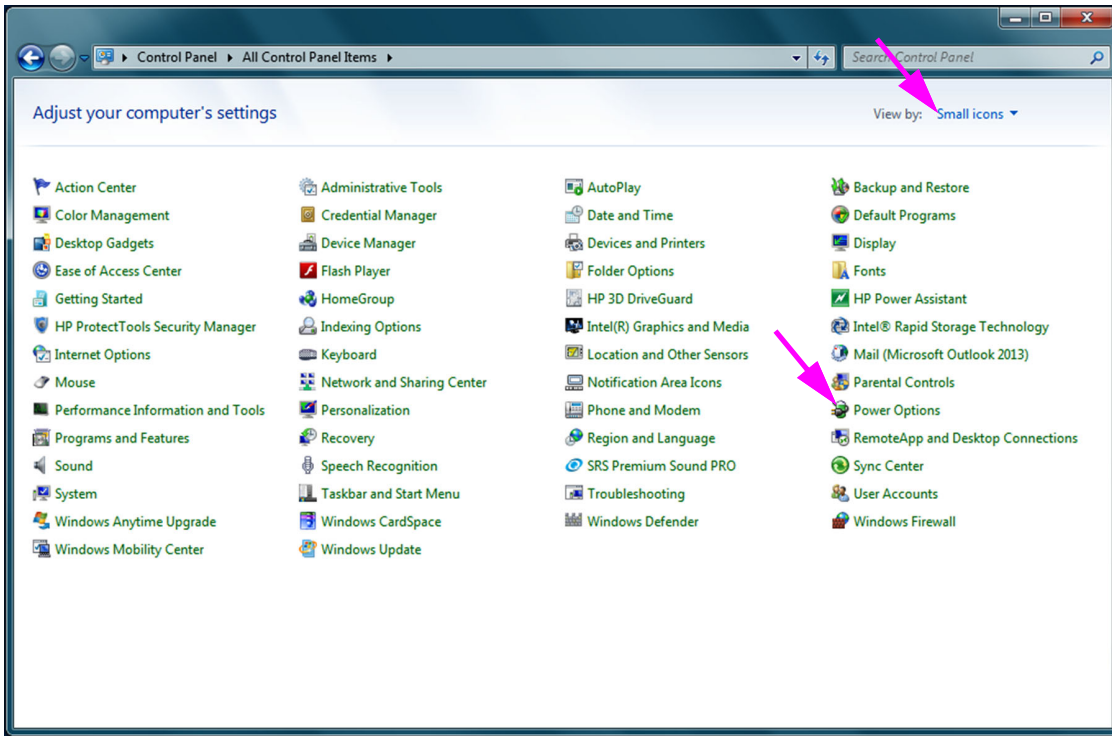 Control Panel All Control Panel Items Search Control Panel
Adjust your computer's settings View by: Small icons
Action Center Administrative Tools AutoPlay Backup and Restore
Color Management Credential Manager Date and Time Default Programs
Desktop Gadgets Device Manager Devices and Printers Display
Ease of Access Center Flash Player Folder Options Fonts
Getting Started HomeGroup HP 3D DriveGuard HP Power Assistant
HP ProtectTools Security Manager Indexing Options Intel(R) Graphics and Media Intel® Rapid Storage Technology
Internet Options Keyboard Location and Other Sensors Mail (Microsoft Outlook 2013)
Mouse Network and Sharing Center Notification Area Icons Parental Controls
Performance Information and Tools Personalization Phone and Modem Power Options
Programs and Features Recovery Region and Language RemoteApp and Desktop Connections
Sound Speech Recognition SRS Premium Sound PRO Sync Center
System Taskbar and Start Menu Troubleshooting User Accounts
Windows Anytime Upgrade Windows CardSpace Windows Defender Windows Firewall
Windows Mobility Center Windows Update